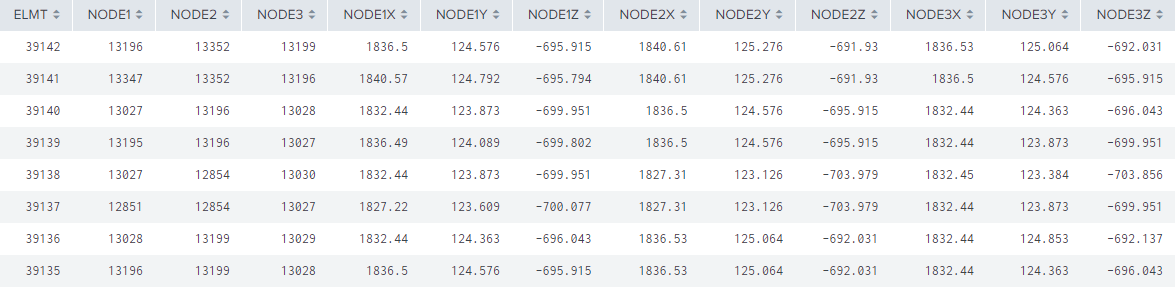 ELMT NODE1 NODE2 NODE3 NODE1X NODE1Y NODE1Z NODE2X NODE2Y NODE2Z NODE3X NODE3Y NODE3Z
39142 13196 13352 13199 1836.5 124.576 -695.915 1840.61 125.276 -691.93 1836.53 125.064 -692.031
39141 13347 13352 13196 1840.57 124.792 -695.794 1840.61 125.276 -691.93 1836.5 124.576 -695.915
39140 13027 13196 13028 1832.44 123.873 -699.951 1836.5 124.576 -695.915 1832.44 124.363 -696.043
39139 13195 13196 13027 1836.49 124.089 -699.802 1836.5 124.576 -695.915 1832.44 123.873 -699.951
39138 13027 12854 13030 1832.44 123.873 -699.951 1827.31 123.126 -703.979 1832.45 123.384 -703.856
39137 12851 12854 13027 1827.22 123.609 -700.077 1827.31 123.126 -703.979 1832.44 123.873 -699.951
39136 13028 13199 13029 1832.44 124.363 -696.043 1836.53 125.064 -692.031 1832.44 124.853 -692.137
39135 13196 13199 13028 1836.5 124.576 -695.915 1836.53 125.064 -692.031 1832.44 124.363 -696.043